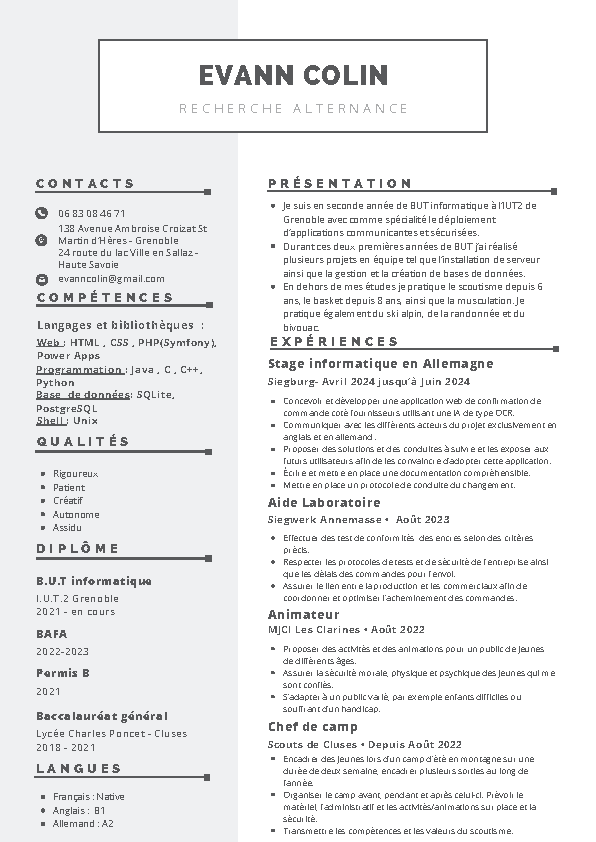 EVANN COLIN
RECHERCHE ALTERNANCE
CONTACTS
06 83 08 46 71
138 Avenue Ambroise Croizat St
Martin d'Hères - Grenoble
24 route du lac Ville en Sallaz -
Haute Savoie
evanncolin@gmail.com
COMPÉTENCES
Langages et bibliothèques :
Web : HTML , CSS , PHP(Symfony),
Power Apps
Programmation : Java , C , C++,
Python
Base de données: SQLite,
PostgreSQL
Shell : Unix
QUALITÉS
Rigoureux
Patient
Créatif
Autonome
Assidu
DIPLÔME
B.U.T informatique
I.U.T.2 Grenoble
2021 - en cours
BAFA
2022-2023
Permis B
2021
Baccalauréat général
Lycée Charles Poncet - Cluses
2018 - 2021
LANGUES
Français : Native
Anglais : B1
Allemand : A2
PRÉSENTATION
Je suis en seconde année de BUT informatique à l'IUT2 de
Grenoble avec comme spécialité le déploiement
d'applications communicantes et sécurisées.
Durant ces deux premières années de BUT j'ai réalisé
plusieurs projets en équipe tel que l'installation de serveur
ainsi que la gestion et la création de bases de données.
En dehors de mes études je pratique le scoutisme depuis 6
ans, le basket depuis 8 ans, ainsi que la musculation. Je
pratique également du ski alpin, de la randonnée et du
bivouac.
EXPÉRIENCES
Stage informatique en Allemagne
Siegburg- Avril 2024 jusqu'à Juin 2024
Concevoir et développer une application web de confirmation de
commande coté fournisseurs utilisant une IA de type OCR.
Communiquer avec les différents acteurs du projet exclusivement en
anglais et en allemand.
Proposer des solutions et des conduites à suivre et les exposer aux
futurs utilisateurs afin de les convaincre d'adopter cette application.
Écrire et mettre en place une documentation compréhensible.
Mettre en place un protocole de conduite du changement.
Aide Laboratoire
Siegwerk Annemasse • Août 2023
Effectuer des test de conformités des encres selon des critères
précis.
Respecter les protocoles de tests et de sécurité de l'entreprise ainsi
que les délais des commandes pour l'envoi.
Assurer le lien entre la production et les commerciaux afin de
coordonner et optimiser l'acheminement des commandes.
Animateur
MJCI Les Clarines • Août 2022
Proposer des activités et des animations pour un public de jeunes
de différents âges.
Assurer la sécurité morale, physique et psychique des jeunes qui me
sont confiés.
S'adapter à un public varié, par exemple enfants difficiles ou
souffrant d'un handicap.
Chef de camp
Scouts de Cluses • Depuis Août 2022
Encadrer des jeunes lors d'un camp d'été en montagne sur une
durée de deux semaine, encadrer plusieurs sorties au long de
l'année.
Organiser le camp avant, pendant et après celui-ci. Prévoir le
matériel, l'administratif et les activités/animations sur place et la
sécurité.
Transmettre les compétences et les valeurs du scoutisme.